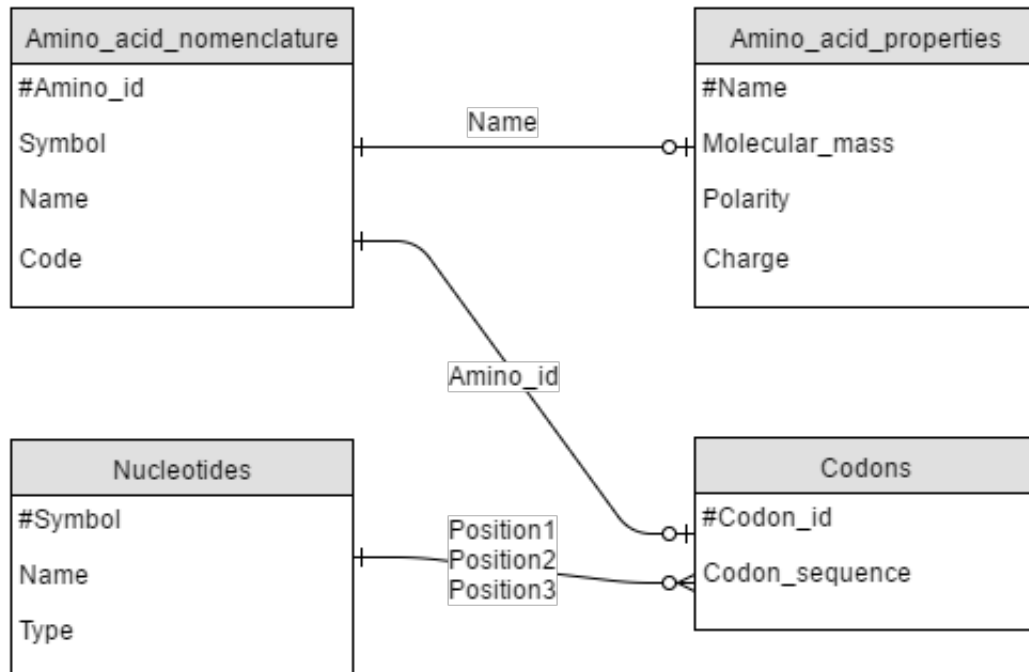 Amino_acid_nomenclature
#Amino_id
Symbol
Name
Code
Name
Amino_acid_properties
#Name
Molecular_mass
Polarity
Charge
Amino_id
Nucleotides
#Symbol
Name
Type
Position1
Position2
Position3
Codons
#Codon_id
Codon_sequence